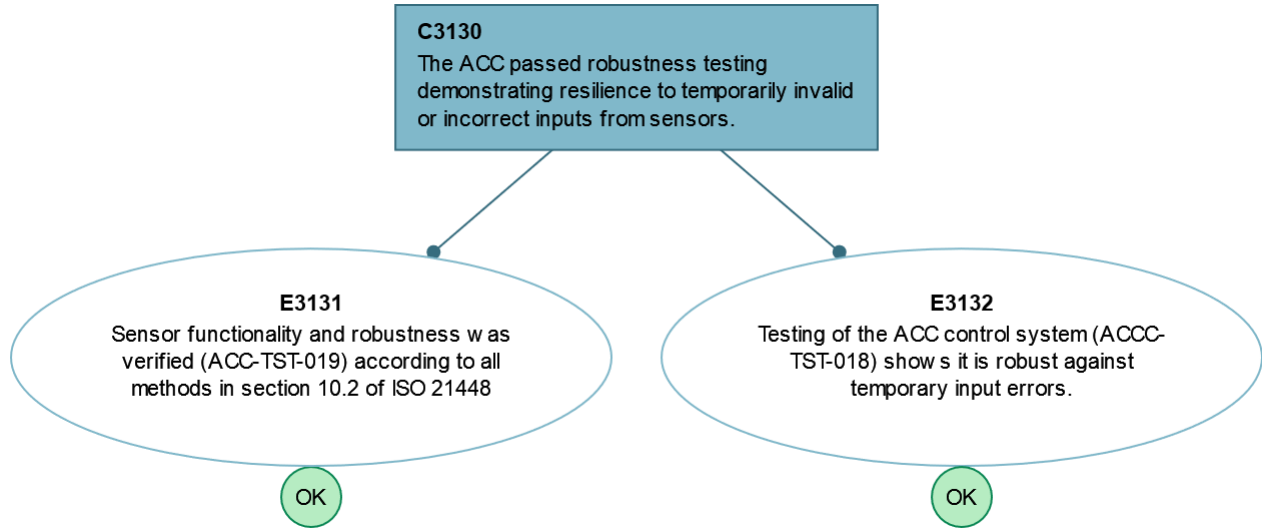 C3130
The ACC passed robustness testing
demonstrating resilience to temporarily invalid
or incorrect inputs from sensors.
E3131
Sensor functionality and robustness was
verified (ACC-TST-019) according to all
methods in section 10.2 of ISO 21448
OK
E3132
Testing of the ACC control system (ACCC-
TST-018) shows it is robust against
temporary input errors.
OK